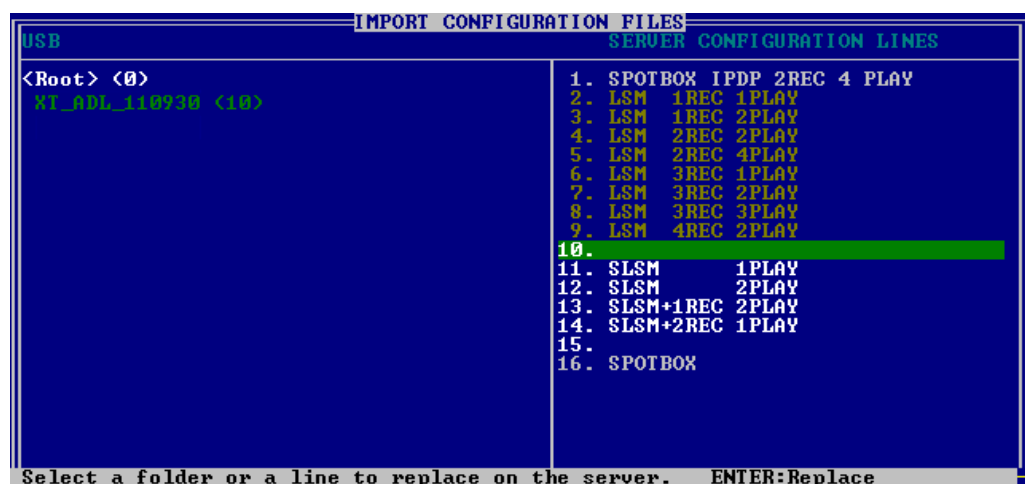 IMPORT CONFIGURATION FILES
USB
SERVER CONFIGURATION LINES
<Root> (0)
XT_ADL_110930 (10)
1. SPOTBOX IPDP 2REC 4 PLAY
2. LSM 1REC 1PLAY
3. LSM 1REC 2PLAY
4. LSM 2REC 2PLAY
5. LSM 2REC 4PLAY
6. LSM 3REC 1PLAY
7. LSM 3REC 2PLAY
8. LSM 3REC 3PLAY
9. LSM 4REC 2PLAY
10.
11. SLSM 1PLAY
12. SLSM 2PLAY
13. SLSM+1REC 2PLAY
14. SLSM+2REC 1PLAY
15.
16. SPOTBOX
Select a folder or a line to replace on the server. ENTER:Replace